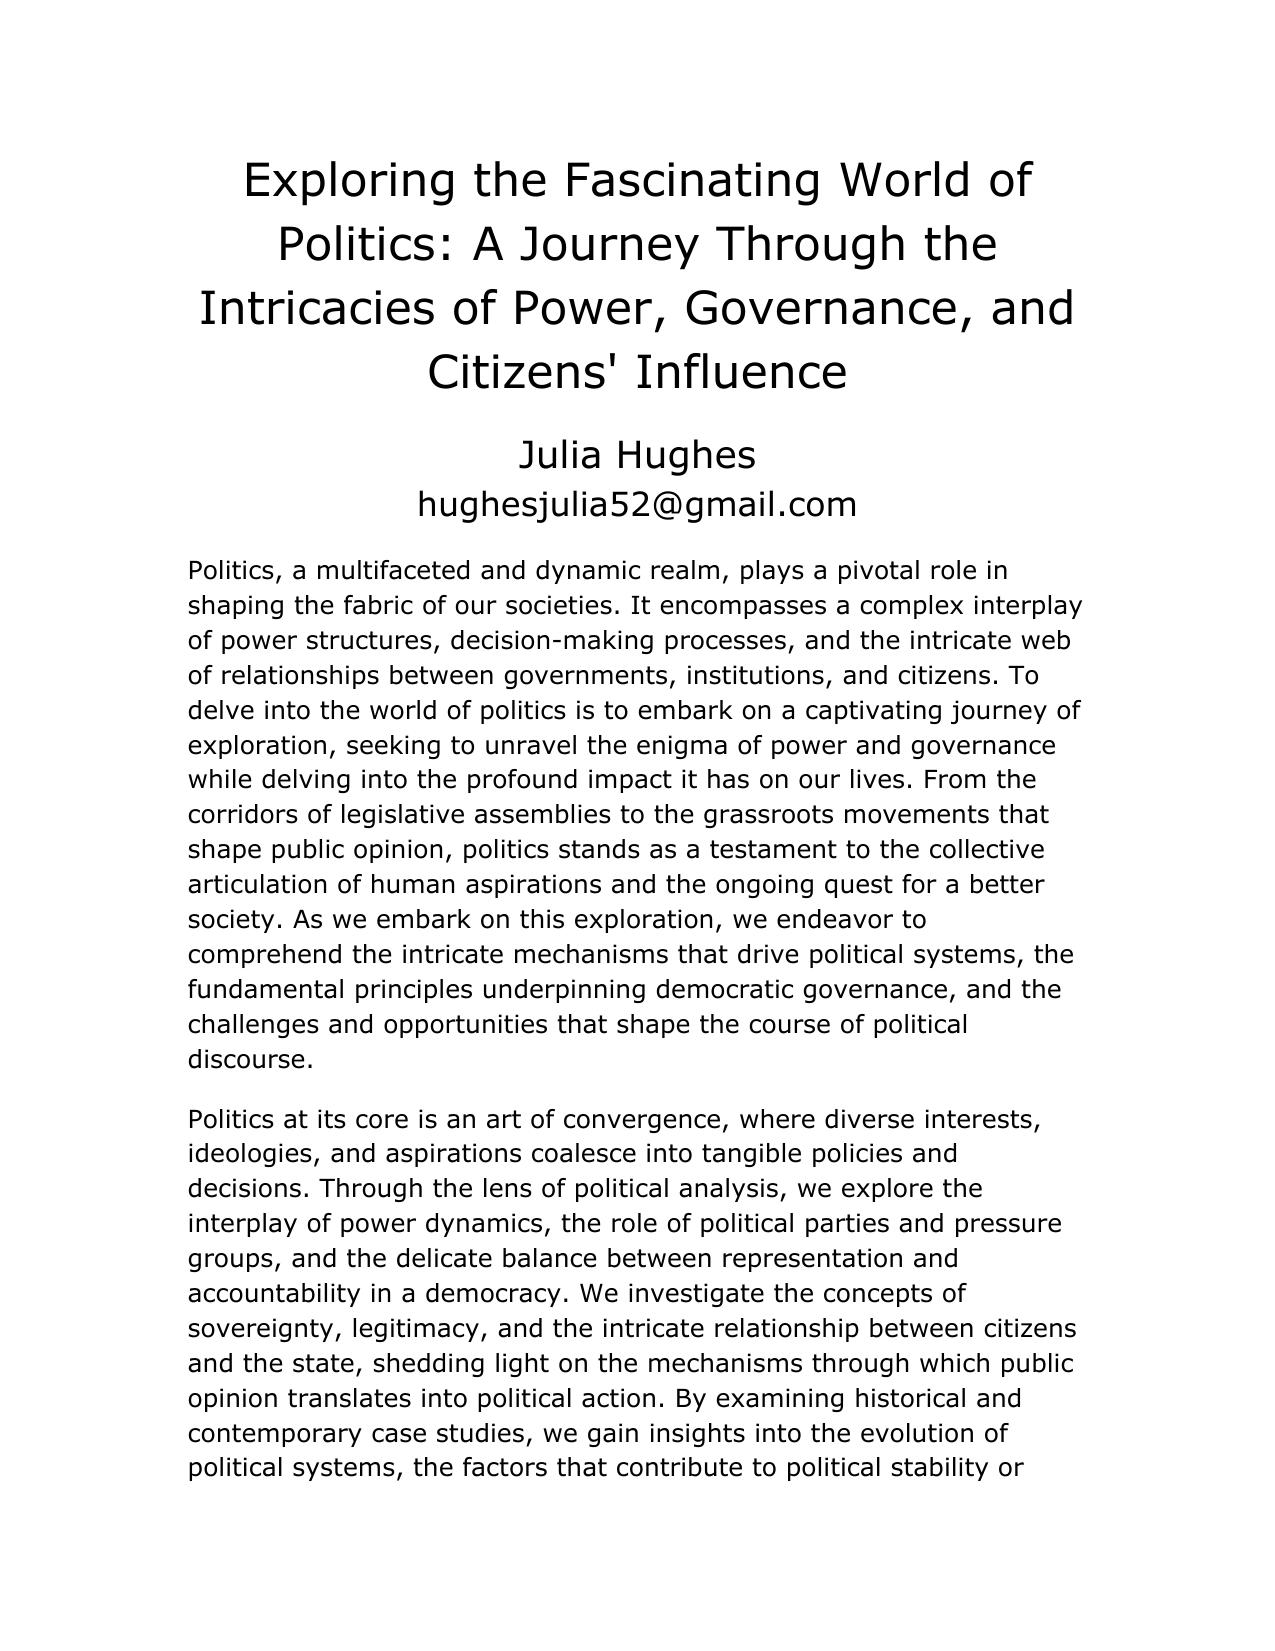 Exploring the Fascinating World of
Politics: A Journey Through the
Intricacies of Power, Governance, and
Citizens' Influence
Julia Hughes
hughesjulia52@gmail.com
Politics, a multifaceted and dynamic realm, plays a pivotal role in
shaping the fabric of our societies. It encompasses a complex interplay
of power structures, decision-making processes, and the intricate web
of relationships between governments, institutions, and citizens. To
delve into the world of politics is to embark on a captivating journey of
exploration, seeking to unravel the enigma of power and governance
while delving into the profound impact it has on our lives. From the
corridors of legislative assemblies to the grassroots movements that
shape public opinion, politics stands as a testament to the collective
articulation of human aspirations and the ongoing quest for a better
society. As we embark on this exploration, we endeavor to
comprehend the intricate mechanisms that drive political systems, the
fundamental principles underpinning democratic governance, and the
challenges and opportunities that shape the course of political
discourse.
Politics at its core is an art of convergence, where diverse interests,
ideologies, and aspirations coalesce into tangible policies and
decisions. Through the lens of political analysis, we explore the
interplay of power dynamics, the role of political parties and pressure
groups, and the delicate balance between representation and
accountability in a democracy. We investigate the concepts of
sovereignty, legitimacy, and the intricate relationship between citizens
and the state, shedding light on the mechanisms through which public
opinion translates into political action. By examining historical and
contemporary case studies, we gain insights into the evolution of
political systems, the factors that contribute to political stability or